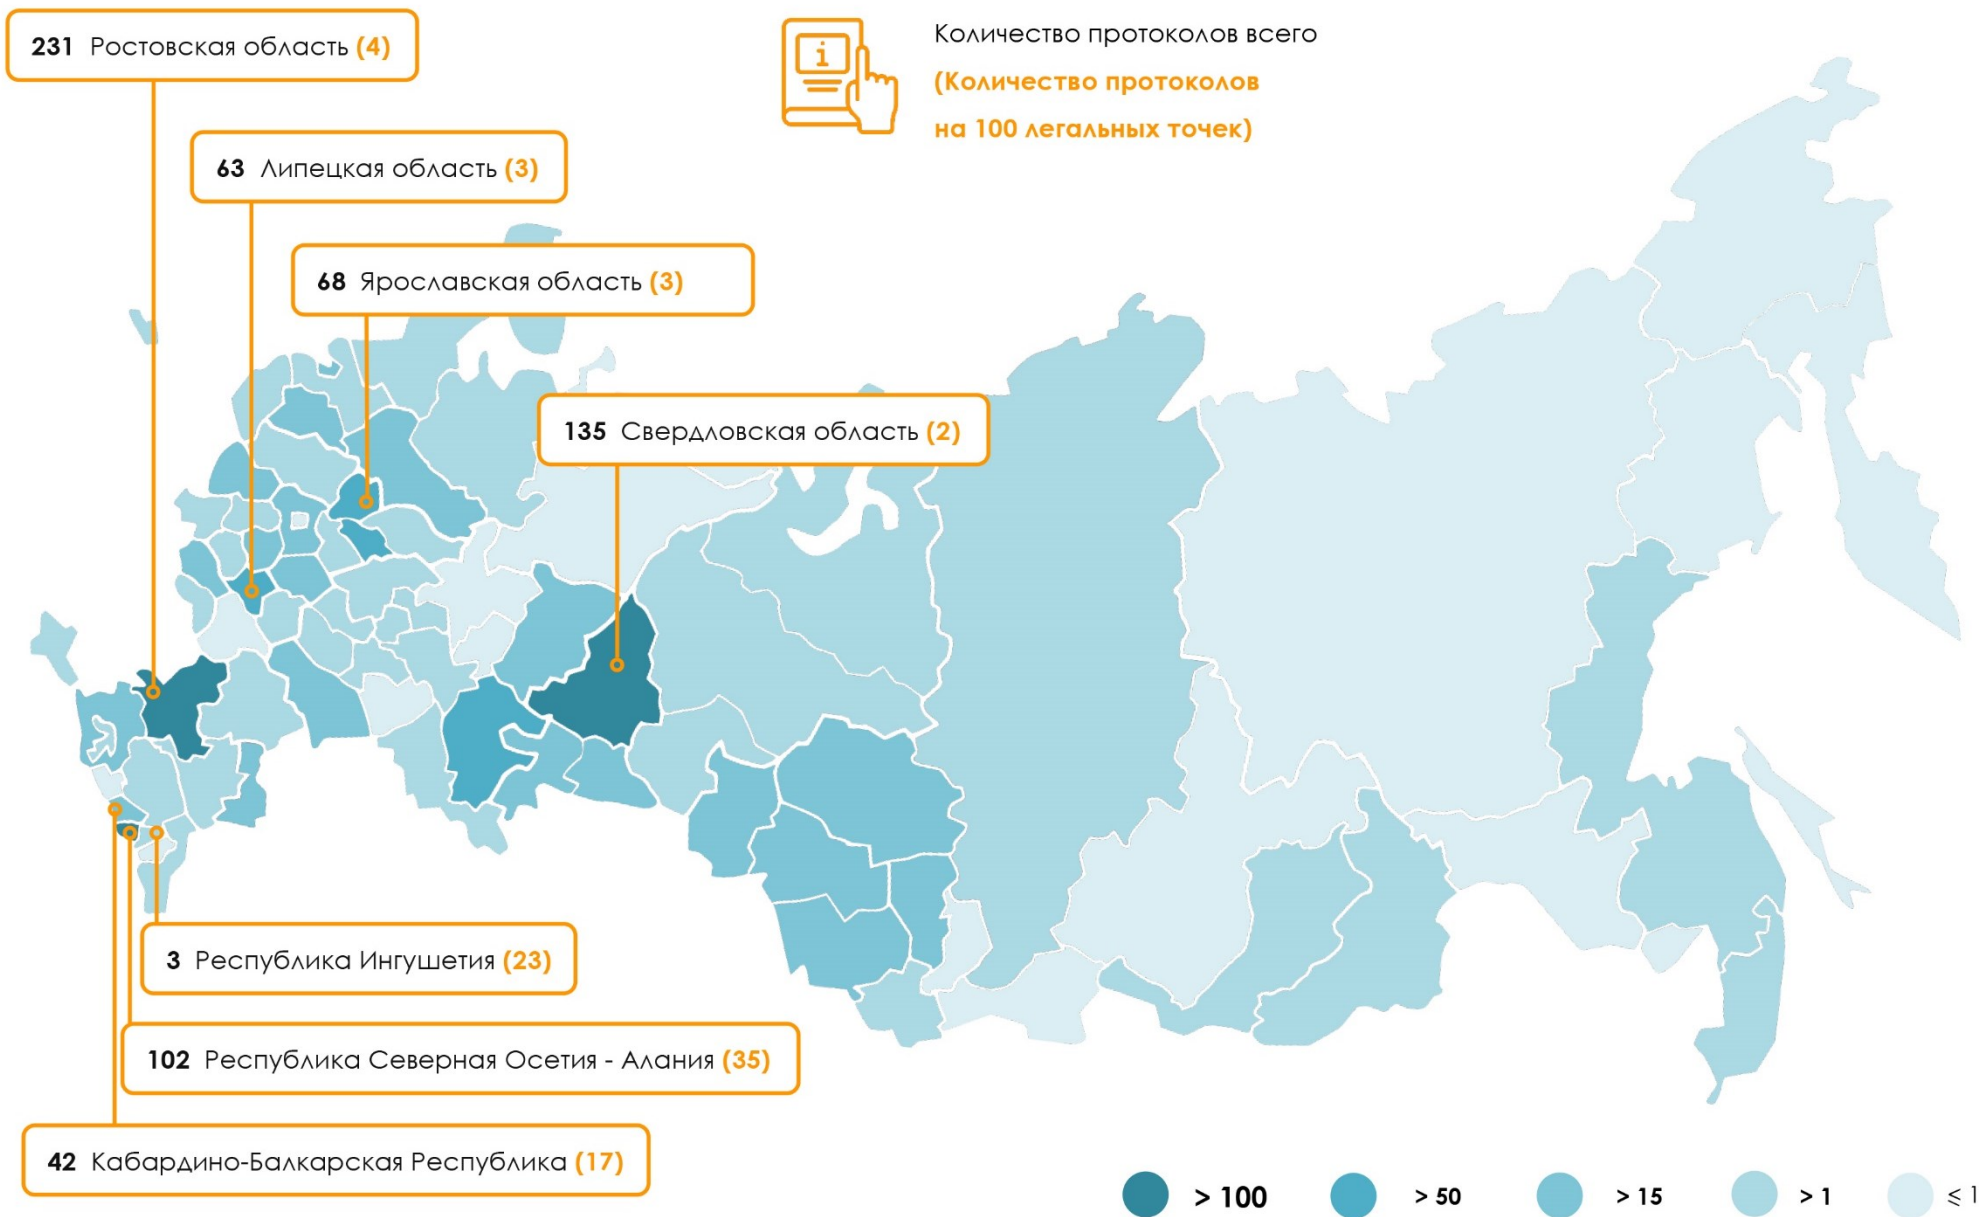 231 Ростовская область (4)
Количество протоколов всего
(Количество протоколов
на 100 легальных точек)
63 Липецкая область (3)
68 Ярославская область (3)
135 Свердловская область (2)
3 Республика Ингушетия (23)
102 Республика Северная Осетия - Алания (35)
42 Кабардино-Балкарская Республика (17)
> 100 > 50 > 15 > 1 ≤ 1